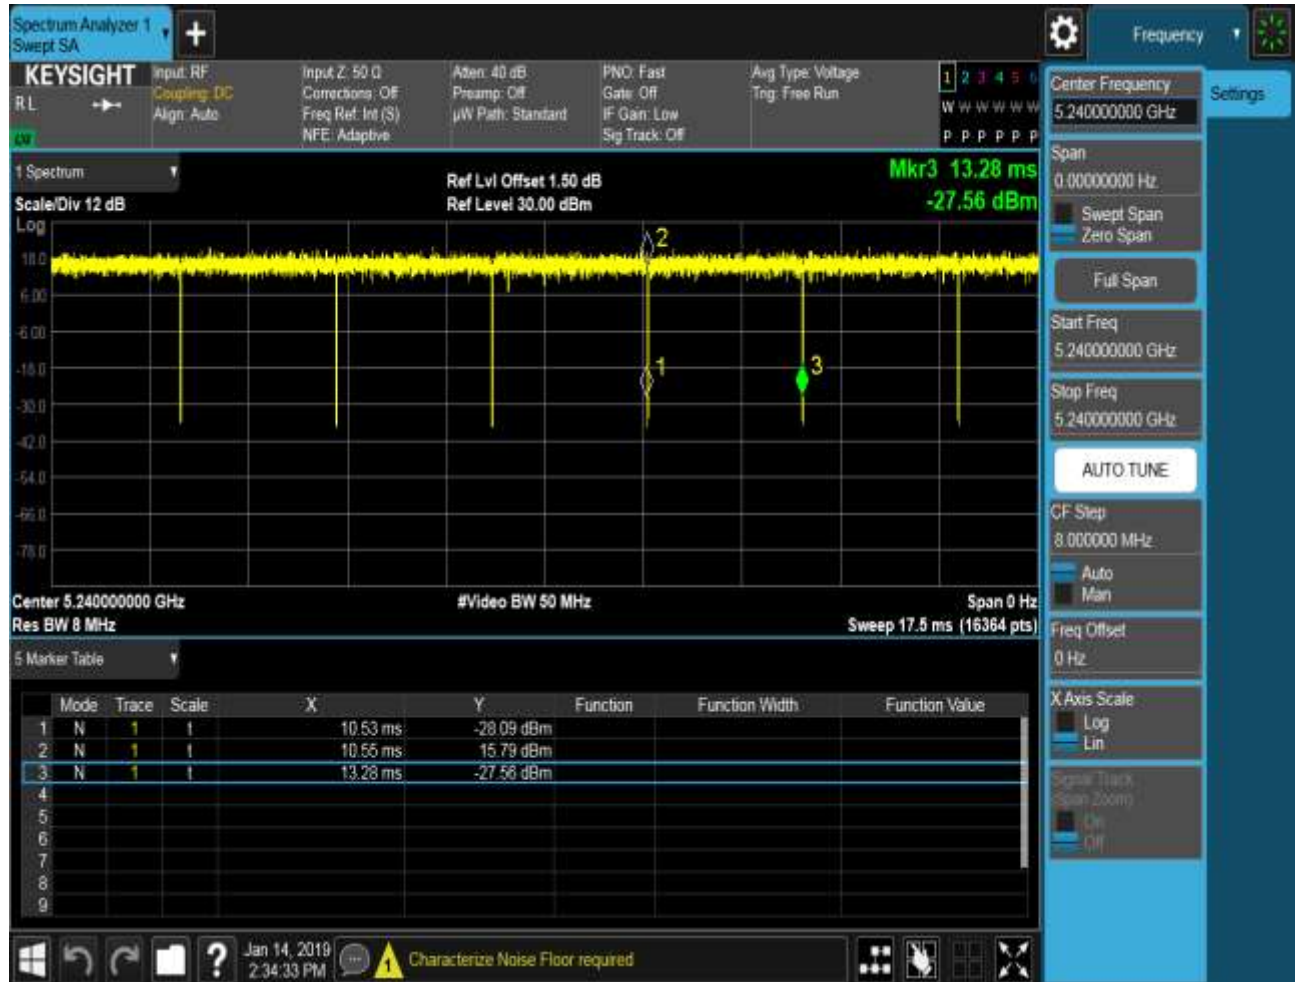 Spectrum Analyzer 1
Swept SA
Frequency
KEYSIGHT
RL
Input: RF
Coupling: DC
Align: Auto
Input Z: 50 Ω
Corrections: Off
Freq Ref: Int (S)
NFE: Adaptive
Atten: 40 dB
Preamp: Off
µW Path: Standard
PNO: Fast
Gate: Off
IF Gain: Low
Sig Track: Off
Avg Type: Voltage
Trig: Free Run
1 2 3 4 5 6
W W W W W W
P P P P P P
Center Frequency
5.240000000 GHz
Settings
Span
0.00000000 Hz
Swept Span
Zero Span
Full Span
Start Freq
5.240000000 GHz
Stop Freq
5.240000000 GHz
AUTO TUNE
CF Step
8.000000 MHz
Auto
Man
Freq Offset
0 Hz
X Axis Scale
Log
Lin
Signal Track
(Span Zoom)
On
Off
1 Spectrum
Scale/Div 12 dB
Ref Lvl Offset 1.50 dB
Ref Level 30.00 dBm
Mkr3 13.28 ms
-27.56 dBm
Log
18.0
6.00
-6.00
-18.0
-30.0
-42.0
-54.0
-66.0
-78.0
2
1
3
Center 5.240000000 GHz
#Video BW 50 MHz
Span 0 Hz
Res BW 8 MHz
Sweep 17.5 ms (16364 pts)
5 Marker Table
Mode Trace Scale X Y Function Function Width Function Value
1 N 1 t 10.53 ms -28.09 dBm
2 N 1 t 10.55 ms 15.79 dBm
3 N 1 t 13.28 ms -27.56 dBm
4
5
6
7
8
9
?
Jan 14, 2019
2:34:33 PM
1
Characterize Noise Floor required